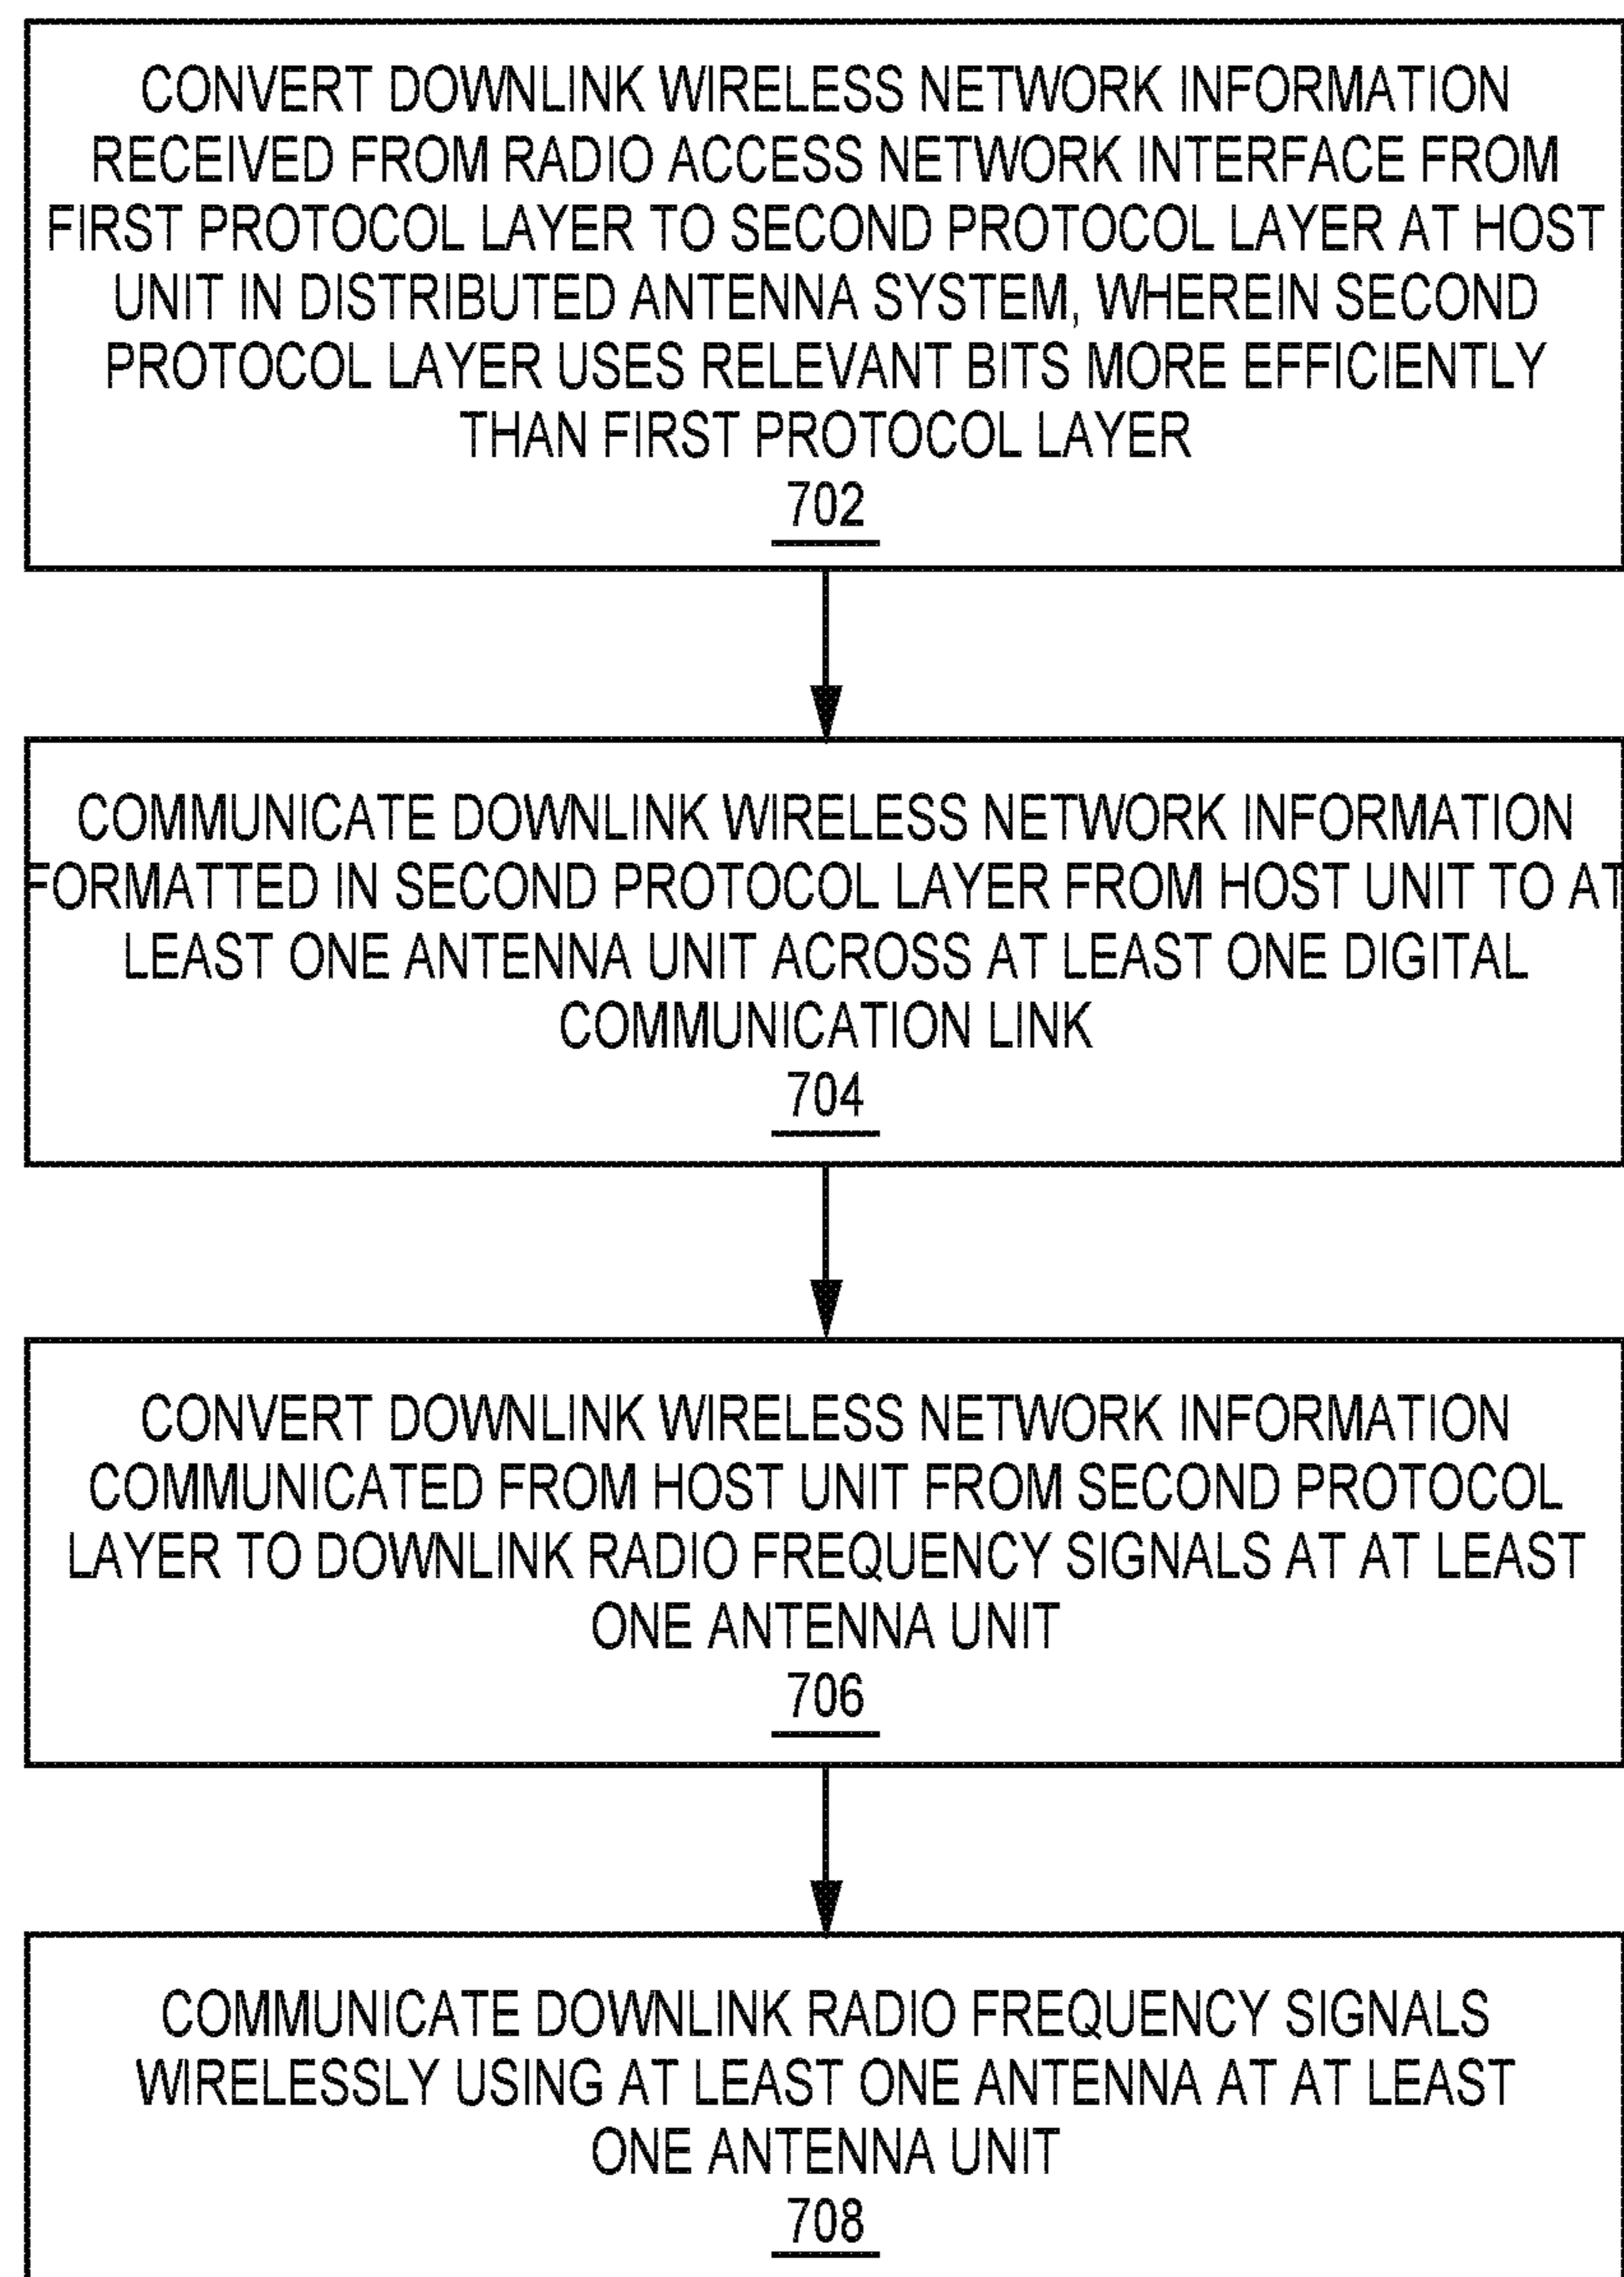 CONVERT DOWNLINK WIRELESS NETWORK INFORMATION
RECEIVED FROM RADIO ACCESS NETWORK INTERFACE FROM
FIRST PROTOCOL LAYER TO SECOND PROTOCOL LAYER AT HOST
UNIT IN DISTRIBUTED ANTENNA SYSTEM, WHEREIN SECOND
PROTOCOL LAYER USES RELEVANT BITS MORE EFFICIENTLY
THAN FIRST PROTOCOL LAYER
702
COMMUNICATE DOWNLINK WIRELESS NETWORK INFORMATION
FORMATTED IN SECOND PROTOCOL LAYER FROM HOST UNIT TO AT
LEAST ONE ANTENNA UNIT ACROSS AT LEAST ONE DIGITAL
COMMUNICATION LINK
704
CONVERT DOWNLINK WIRELESS NETWORK INFORMATION
COMMUNICATED FROM HOST UNIT FROM SECOND PROTOCOL
LAYER TO DOWNLINK RADIO FREQUENCY SIGNALS AT AT LEAST
ONE ANTENNA UNIT
706
COMMUNICATE DOWNLINK RADIO FREQUENCY SIGNALS
WIRELESSLY USING AT LEAST ONE ANTENNA AT AT LEAST
ONE ANTENNA UNIT
708